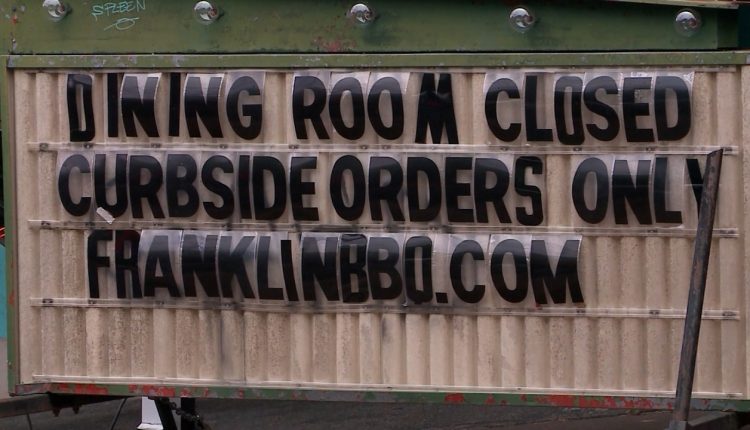 DINING ROOM CLOSED
CURBSIDE ORDERS ONLY
FRANKLINBBQ.COM